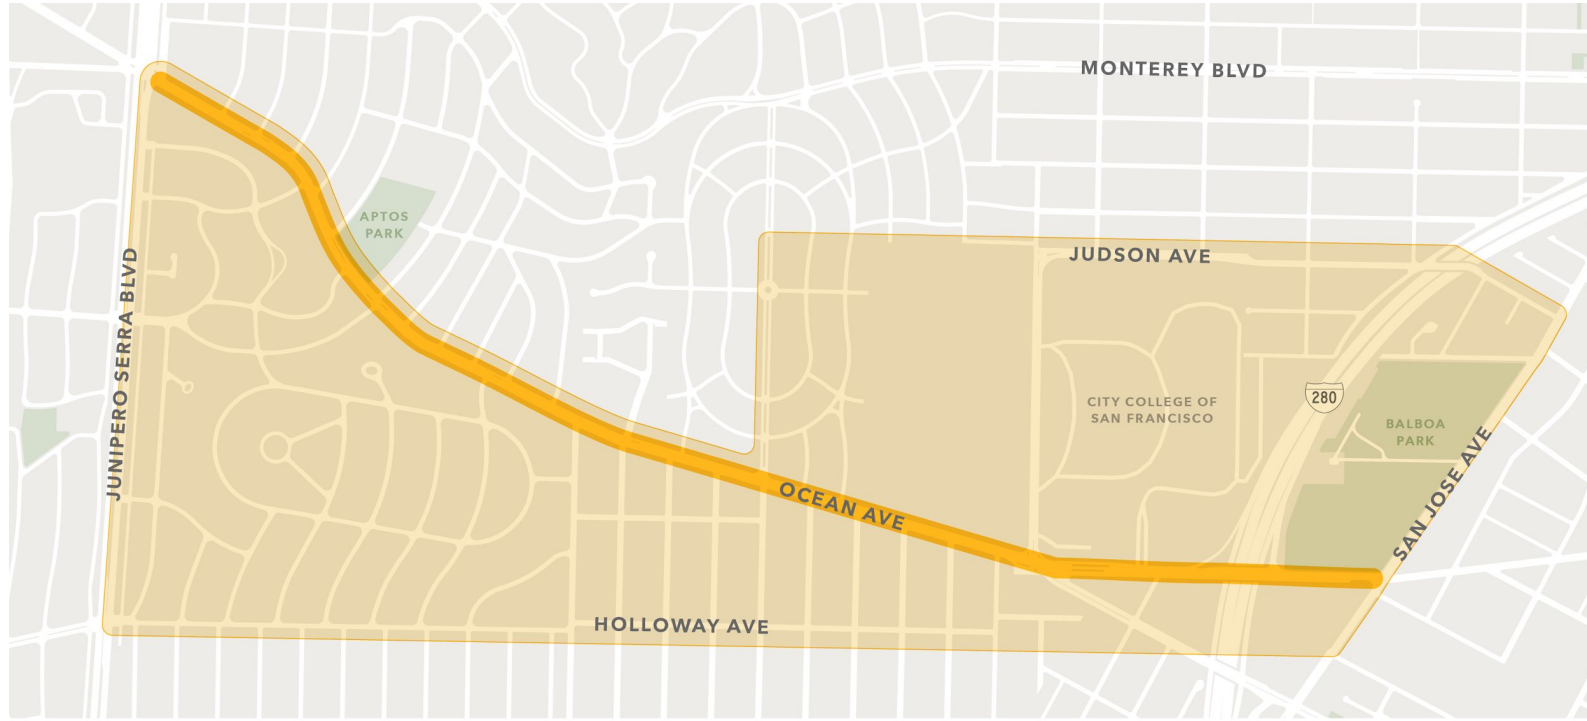 MONTEREY BLVD
APTOS
PARK
JUDSON AVE
JUNIPERO SERRA BLVD
280
CITY COLLEGE OF
SAN FRANCISCO
BALBOA
PARK
SAN JOSE AVE
OCEAN AVE
HOLLOWAY AVE